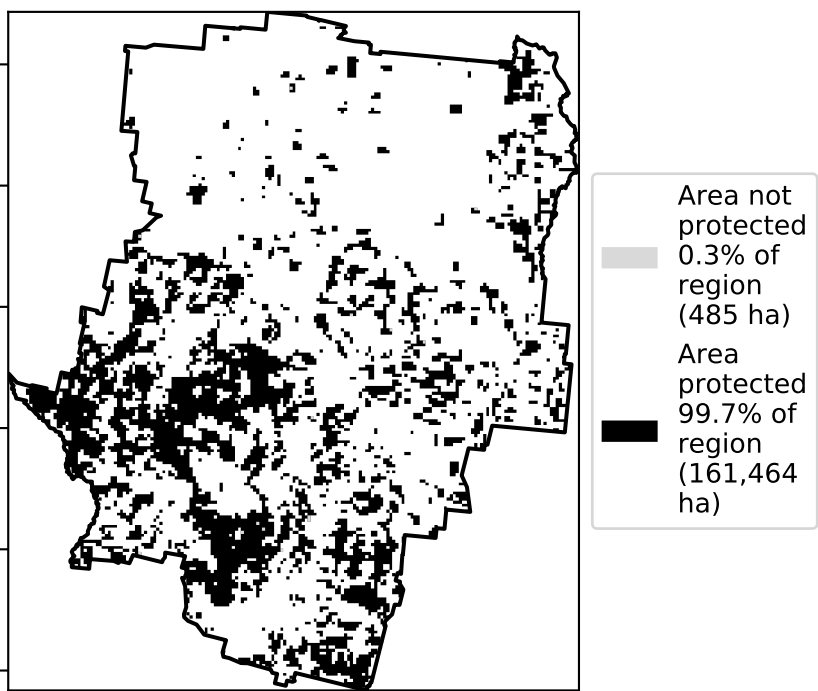 Area not
protected
0.3% of
region
(485 ha)
Area
protected
99.7% of
region
(161,464
ha)